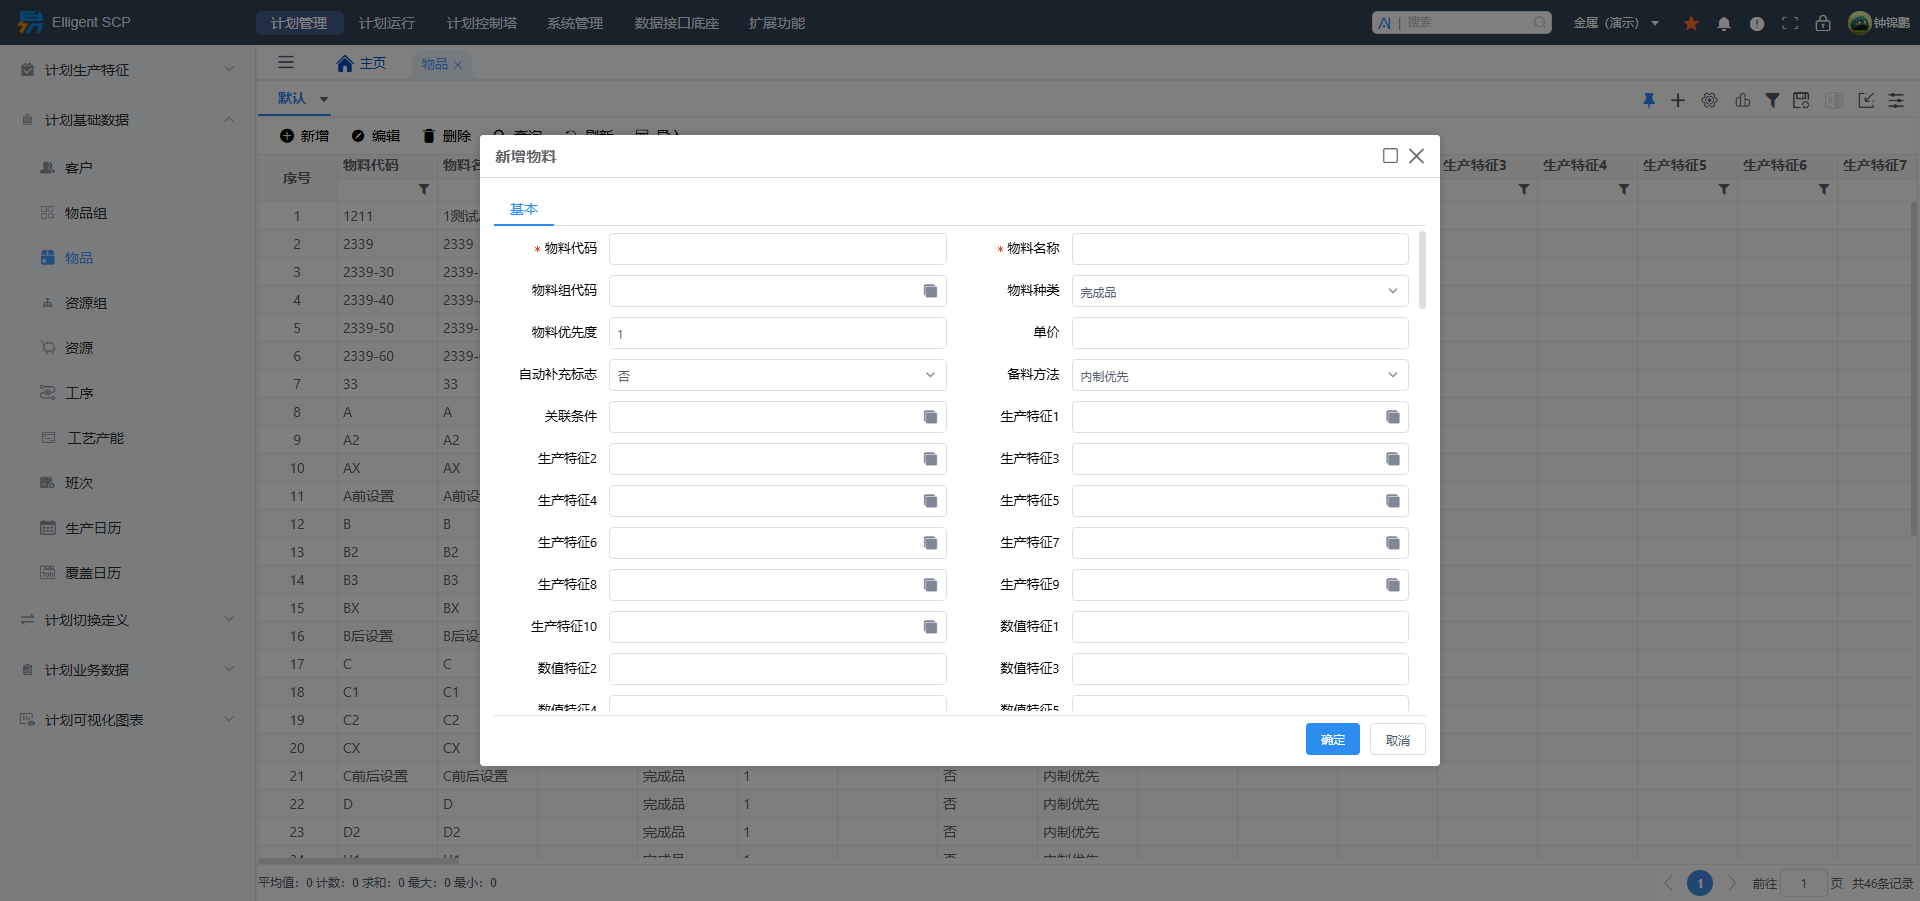 Elligent SCP
计划管理 计划运行 计划控制塔 系统管理 数据接口底座 扩展功能
搜索
金属（演示）
钟锦鹏
计划生产特征
计划基础数据
客户
物品组
物品
资源组
资源
工序
工艺产能
班次
生产日历
覆盖日历
计划切换定义
计划业务数据
计划可视化图表
主页 物品
默认
新增 编辑 删除 查询 刷新 导入
序号 物料代码 生产特征3 生产特征4 生产特征5 生产特征6 生产特征7
1 1211 1测试
2 2339 2339
3 2339-30 2339-
4 2339-40 2339-
5 2339-50 2339-
6 2339-60 2339-
7 33 33
8 A A
9 A2 A2
10 AX AX
11 A前设置 A前设
12 B B
13 B2 B2
14 B3 B3
15 BX BX
16 B后设置 B后设
17 C C
18 C1 C1
19 C2 C2
20 CX CX
21 C前后设置 C前后设置 完成品 1 否 内制优先
22 D D 完成品 1 否 内制优先
23 D2 D2 完成品 1 否 内制优先
24 H1 H1 完成品 1 否 内制优先
平均值：0 计数：0 求和：0 最大：0 最小：0
1 前往 1 页 共46条记录
新增物料
基本
* 物料代码
* 物料名称
物料组代码
物料种类 完成品
物料优先度 1
单价
自动补充标志 否
备料方法 内制优先
关联条件
生产特征1
生产特征2
生产特征3
生产特征4
生产特征5
生产特征6
生产特征7
生产特征8
生产特征9
生产特征10
数值特征1
数值特征2
数值特征3
数值特征4
数值特征5
确定 取消